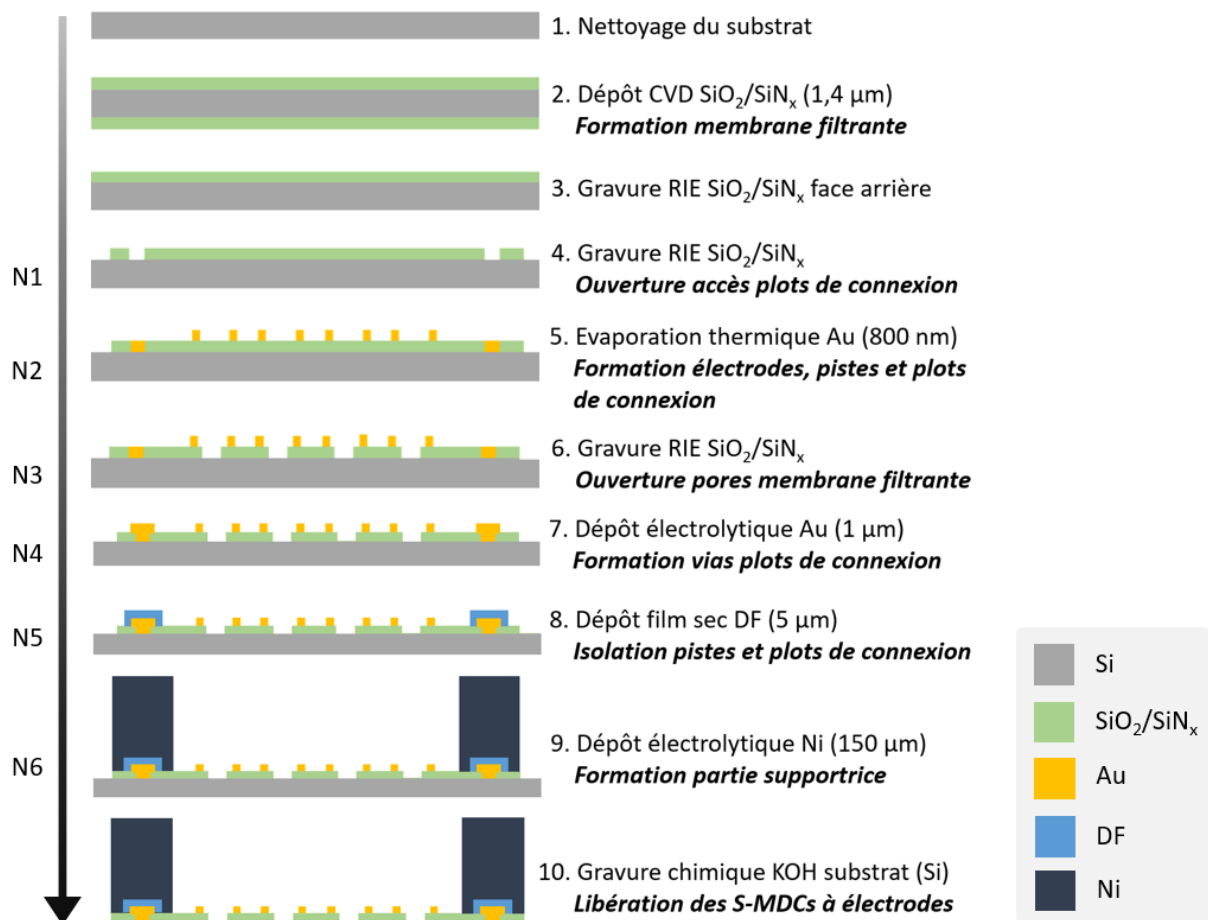 1. Nettoyage du substrat
2. Dépôt CVD SiO₂/SiNₓ (1,4 µm)
Formation membrane filtrante
3. Gravure RIE SiO₂/SiNₓ face arrière
N1
4. Gravure RIE SiO₂/SiNₓ
Ouverture accès plots de connexion
N2
5. Evaporation thermique Au (800 nm)
Formation électrodes, pistes et plots
de connexion
N3
6. Gravure RIE SiO₂/SiNₓ
Ouverture pores membrane filtrante
N4
7. Dépôt électrolytique Au (1 µm)
Formation vias plots de connexion
N5
8. Dépôt film sec DF (5 µm)
Isolation pistes et plots de connexion
N6
9. Dépôt électrolytique Ni (150 µm)
Formation partie supportrice
10. Gravure chimique KOH substrat (Si)
Libération des S-MDCs à électrodes
Si
SiO₂/SiNₓ
Au
DF
Ni